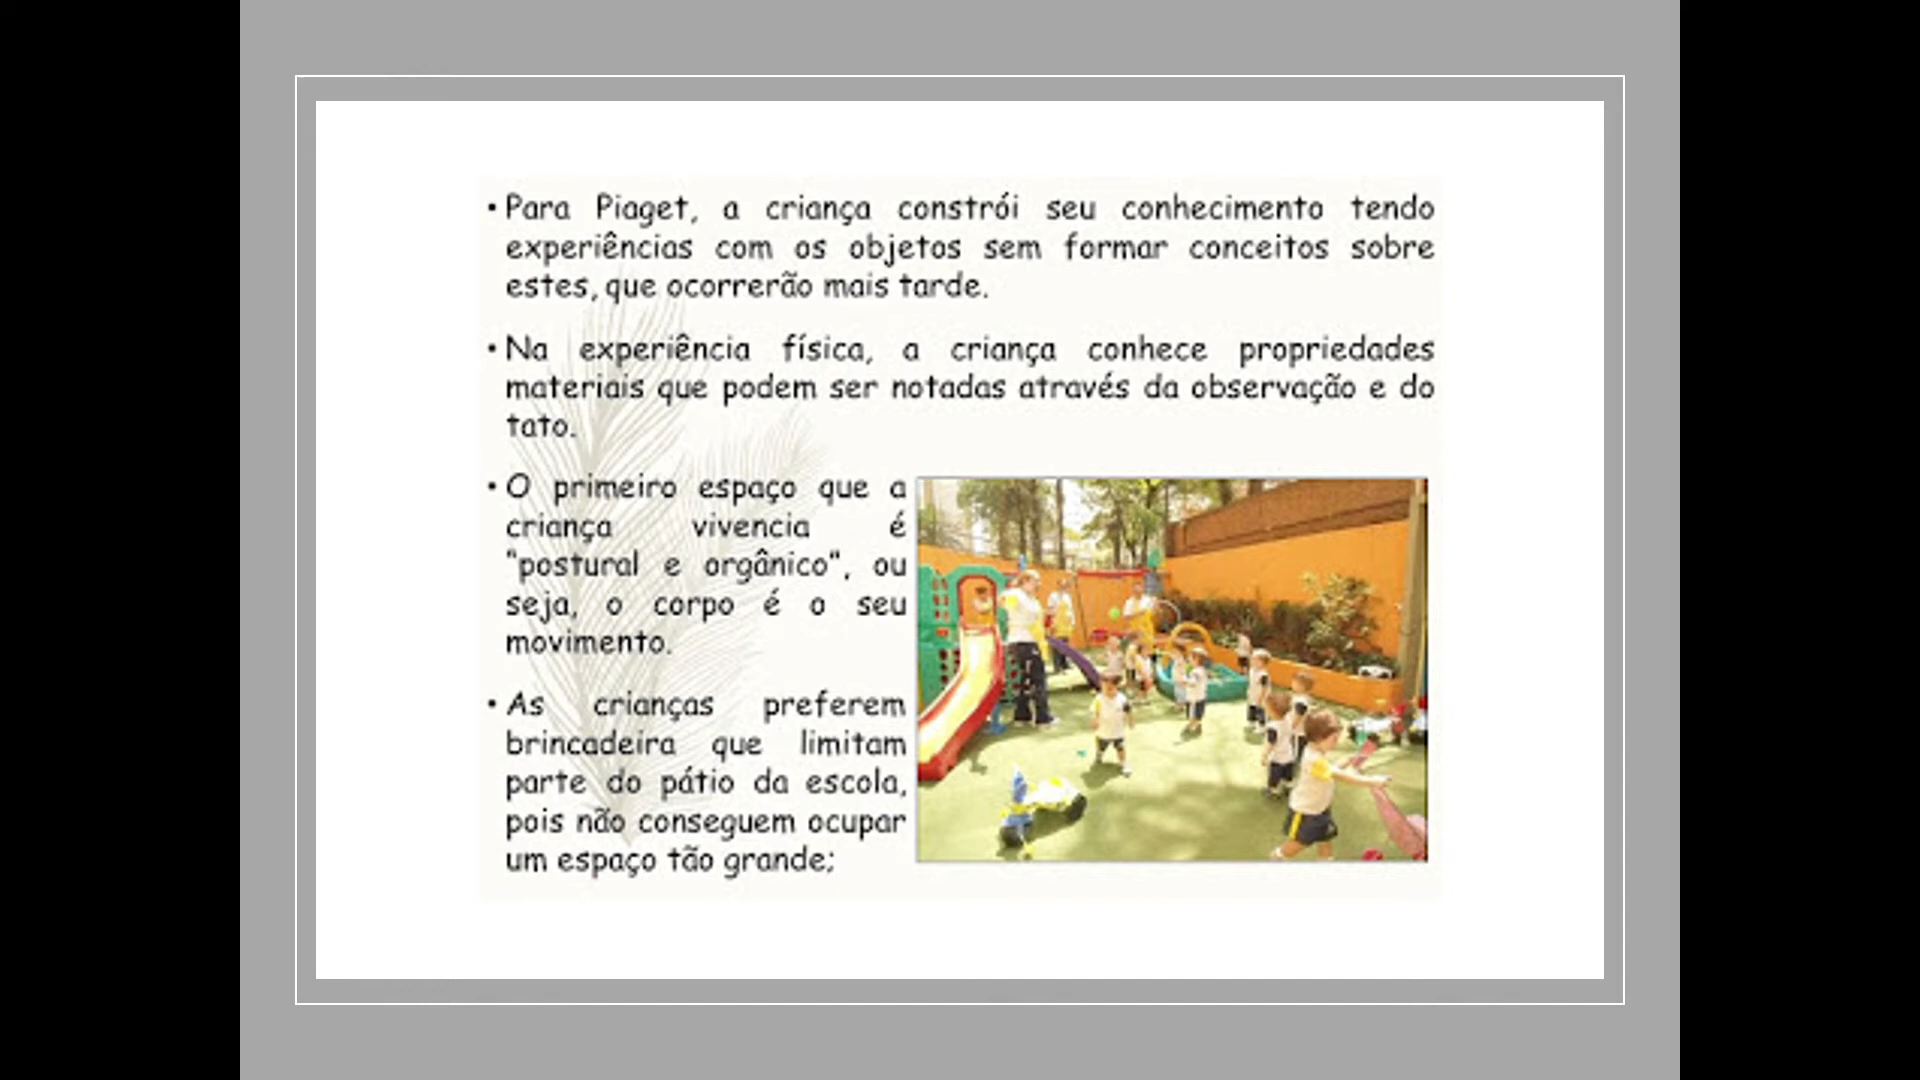 • Para Piaget, a criança constrói seu conhecimento tendo
experiências com os objetos sem formar conceitos sobre
estes, que ocorrerão mais tarde.
• Na experiência física, a criança conhece propriedades
materiais que podem ser notadas através da observação e do
tato.
• O primeiro espaço que a
criança vivencia é
"postural e orgânico", ou
seja, o corpo é o seu
movimento.
• As crianças preferem
brincadeira que limitam
parte do pátio da escola,
pois não conseguem ocupar
um espaço tão grande;